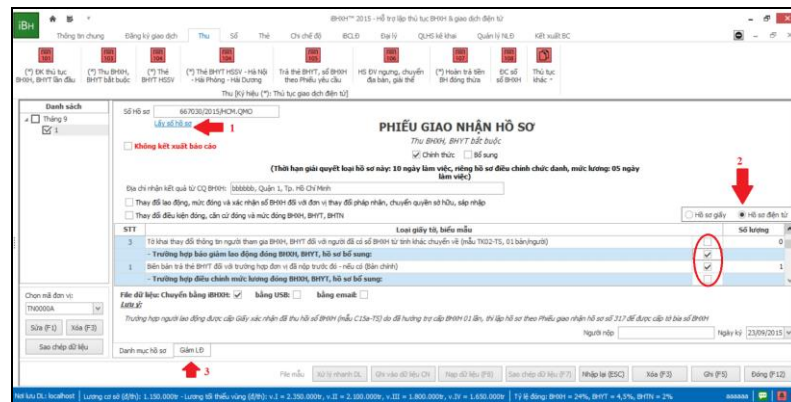 iBH
iBHXH™ 2015 - Hỗ trợ lập thủ tục BHXH & giao dịch điện tử
Thông tin chung Đăng ký giao dịch Thu Sổ Thẻ Chi chế độ BCLĐ Đại lý QLHS kê khai Quản lý NLĐ Kết xuất BC
(*) ĐK thủ tục BHXH, BHYT lần đầu
(*) Thu BHXH, BHYT bắt buộc
(*) Thẻ BHYT HSSV
(*) Thẻ BHYT HSSV - Hà Nội - Hải Phòng - Hải Dương
Trả thẻ BHYT, sổ BHXH theo Phiếu yêu cầu
HS ĐV ngưng, chuyển địa bàn, giải thể
(*) Hoàn trả tiền BH đóng thừa
ĐC số sổ BHXH
Thủ tục khác
Thu [Ký hiệu (*): Thủ tục giao dịch điện tử]
Danh sách
Tháng 9
1
Số Hồ sơ 667030/2015/HCM.QMO
Lấy số hồ sơ 1
Không kết xuất báo cáo
PHIẾU GIAO NHẬN HỒ SƠ
Thu BHXH, BHYT bắt buộc
Chính thức Bổ sung
2
(Thời hạn giải quyết loại hồ sơ này: 10 ngày làm việc, riêng hồ sơ điều chỉnh chức danh, mức lương: 05 ngày
làm việc)
Địa chỉ nhận kết quả từ CQ BHXH: bbbbbb, Quận 1, Tp. Hồ Chí Minh
Thay đổi lao động, mức đóng và xác nhận sổ BHXH đối với đơn vị thay đổi pháp nhân, chuyển quyền sở hữu, sáp nhập
Thay đổi điều kiện đóng, căn cứ đóng và mức đóng BHXH, BHYT, BHTN
Hồ sơ giấy Hồ sơ điện tử
STT Loại giấy tờ, biểu mẫu Số lượng
3 Tờ khai thay đổi thông tin người tham gia BHXH, BHYT đối với người đã có sổ BHXH từ tỉnh khác chuyển về (mẫu TK02-TS, 01 bản/người) 0
- Trường hợp báo giảm lao động đóng BHXH, BHYT, hồ sơ bổ sung:
1 Biên bản trả thẻ BHYT đối với trường hợp đơn vị đã nộp trước đó - nếu có (Bản chính) 1
- Trường hợp điều chỉnh mức lương đóng BHXH, BHYT, hồ sơ bổ sung:
Chọn mã đơn vị:
TN0000A
Sửa (F1) Xóa (F3)
Sao chép dữ liệu
File dữ liệu: Chuyển bằng iBHXH: bằng USB: bằng email:
Lưu ý:
Trường hợp người lao động được cấp Giấy xác nhận đã thu hồi sổ BHXH (mẫu C15a-TS) do đã hưởng trợ cấp BHXH 01 lần, thì lập hồ sơ theo Phiếu giao nhận hồ sơ số 317 để được cấp tờ bìa sổ BHXH
Người nộp Ngày ký 23/09/2015
Danh mục hồ sơ Giảm LĐ
3
File mẫu Xử lý nhanh DL Ghi vào dữ liệu CN Nạp dữ liệu (F6) Sao chép dữ liệu (F7) Nhập lại (ESC) Xóa (F3) Ghi (F5) Đóng (F12)
Nơi lưu DL: localhost Lương cơ sở (đ/th): 1.150.000tr - Lương tối thiểu vùng (đ/th): v.I = 2.350.000tr, v.II = 2.100.000tr, v.III = 1.800.000tr, v.IV = 1.650.000tr Tỷ lệ đóng: BHXH = 24%, BHYT = 4,5%, BHTN = 2% aaaaaa